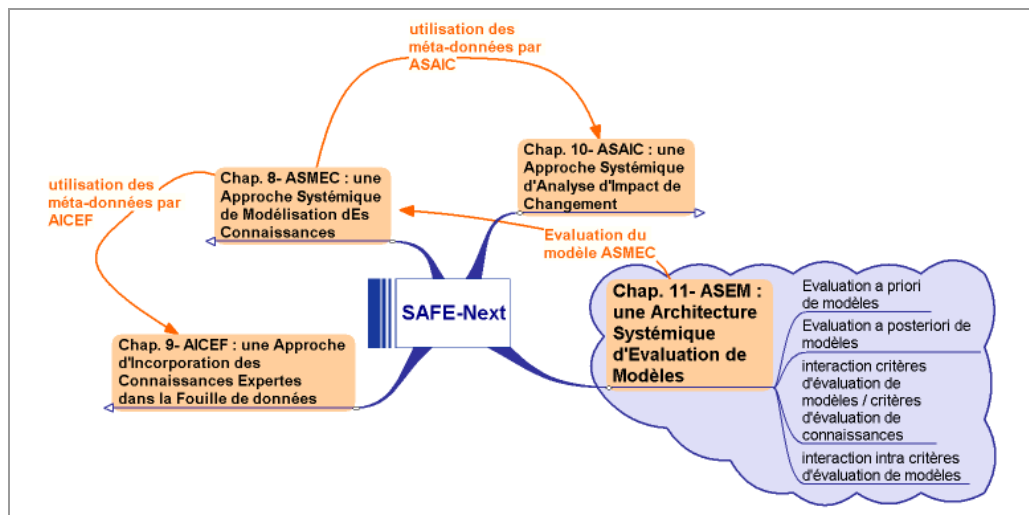 utilisation des
méta-données par
ASAIC
Chap. 10- ASAIC : une
Approche Systémique
d'Analyse d'Impact de
Changement
Chap. 8- ASMEC : une
Approche Systémique
de Modélisation dEs
Connaissances
utilisation des
méta-données par
AICEF
Evaluation du
modèle ASMEC
SAFE-Next
Chap. 11- ASEM :
une Architecture
Systémique
d'Evaluation de
Modèles
Evaluation a priori
de modèles
Evaluation a posteriori de
modèles
interaction critères
d'évaluation de
modèles / critères
d'évaluation de
connaissances
interaction intra critères
d'évaluation de modèles
Chap. 9- AICEF : une Approche
d'Incorporation des
Connaissances Expertes
dans la Fouille de données